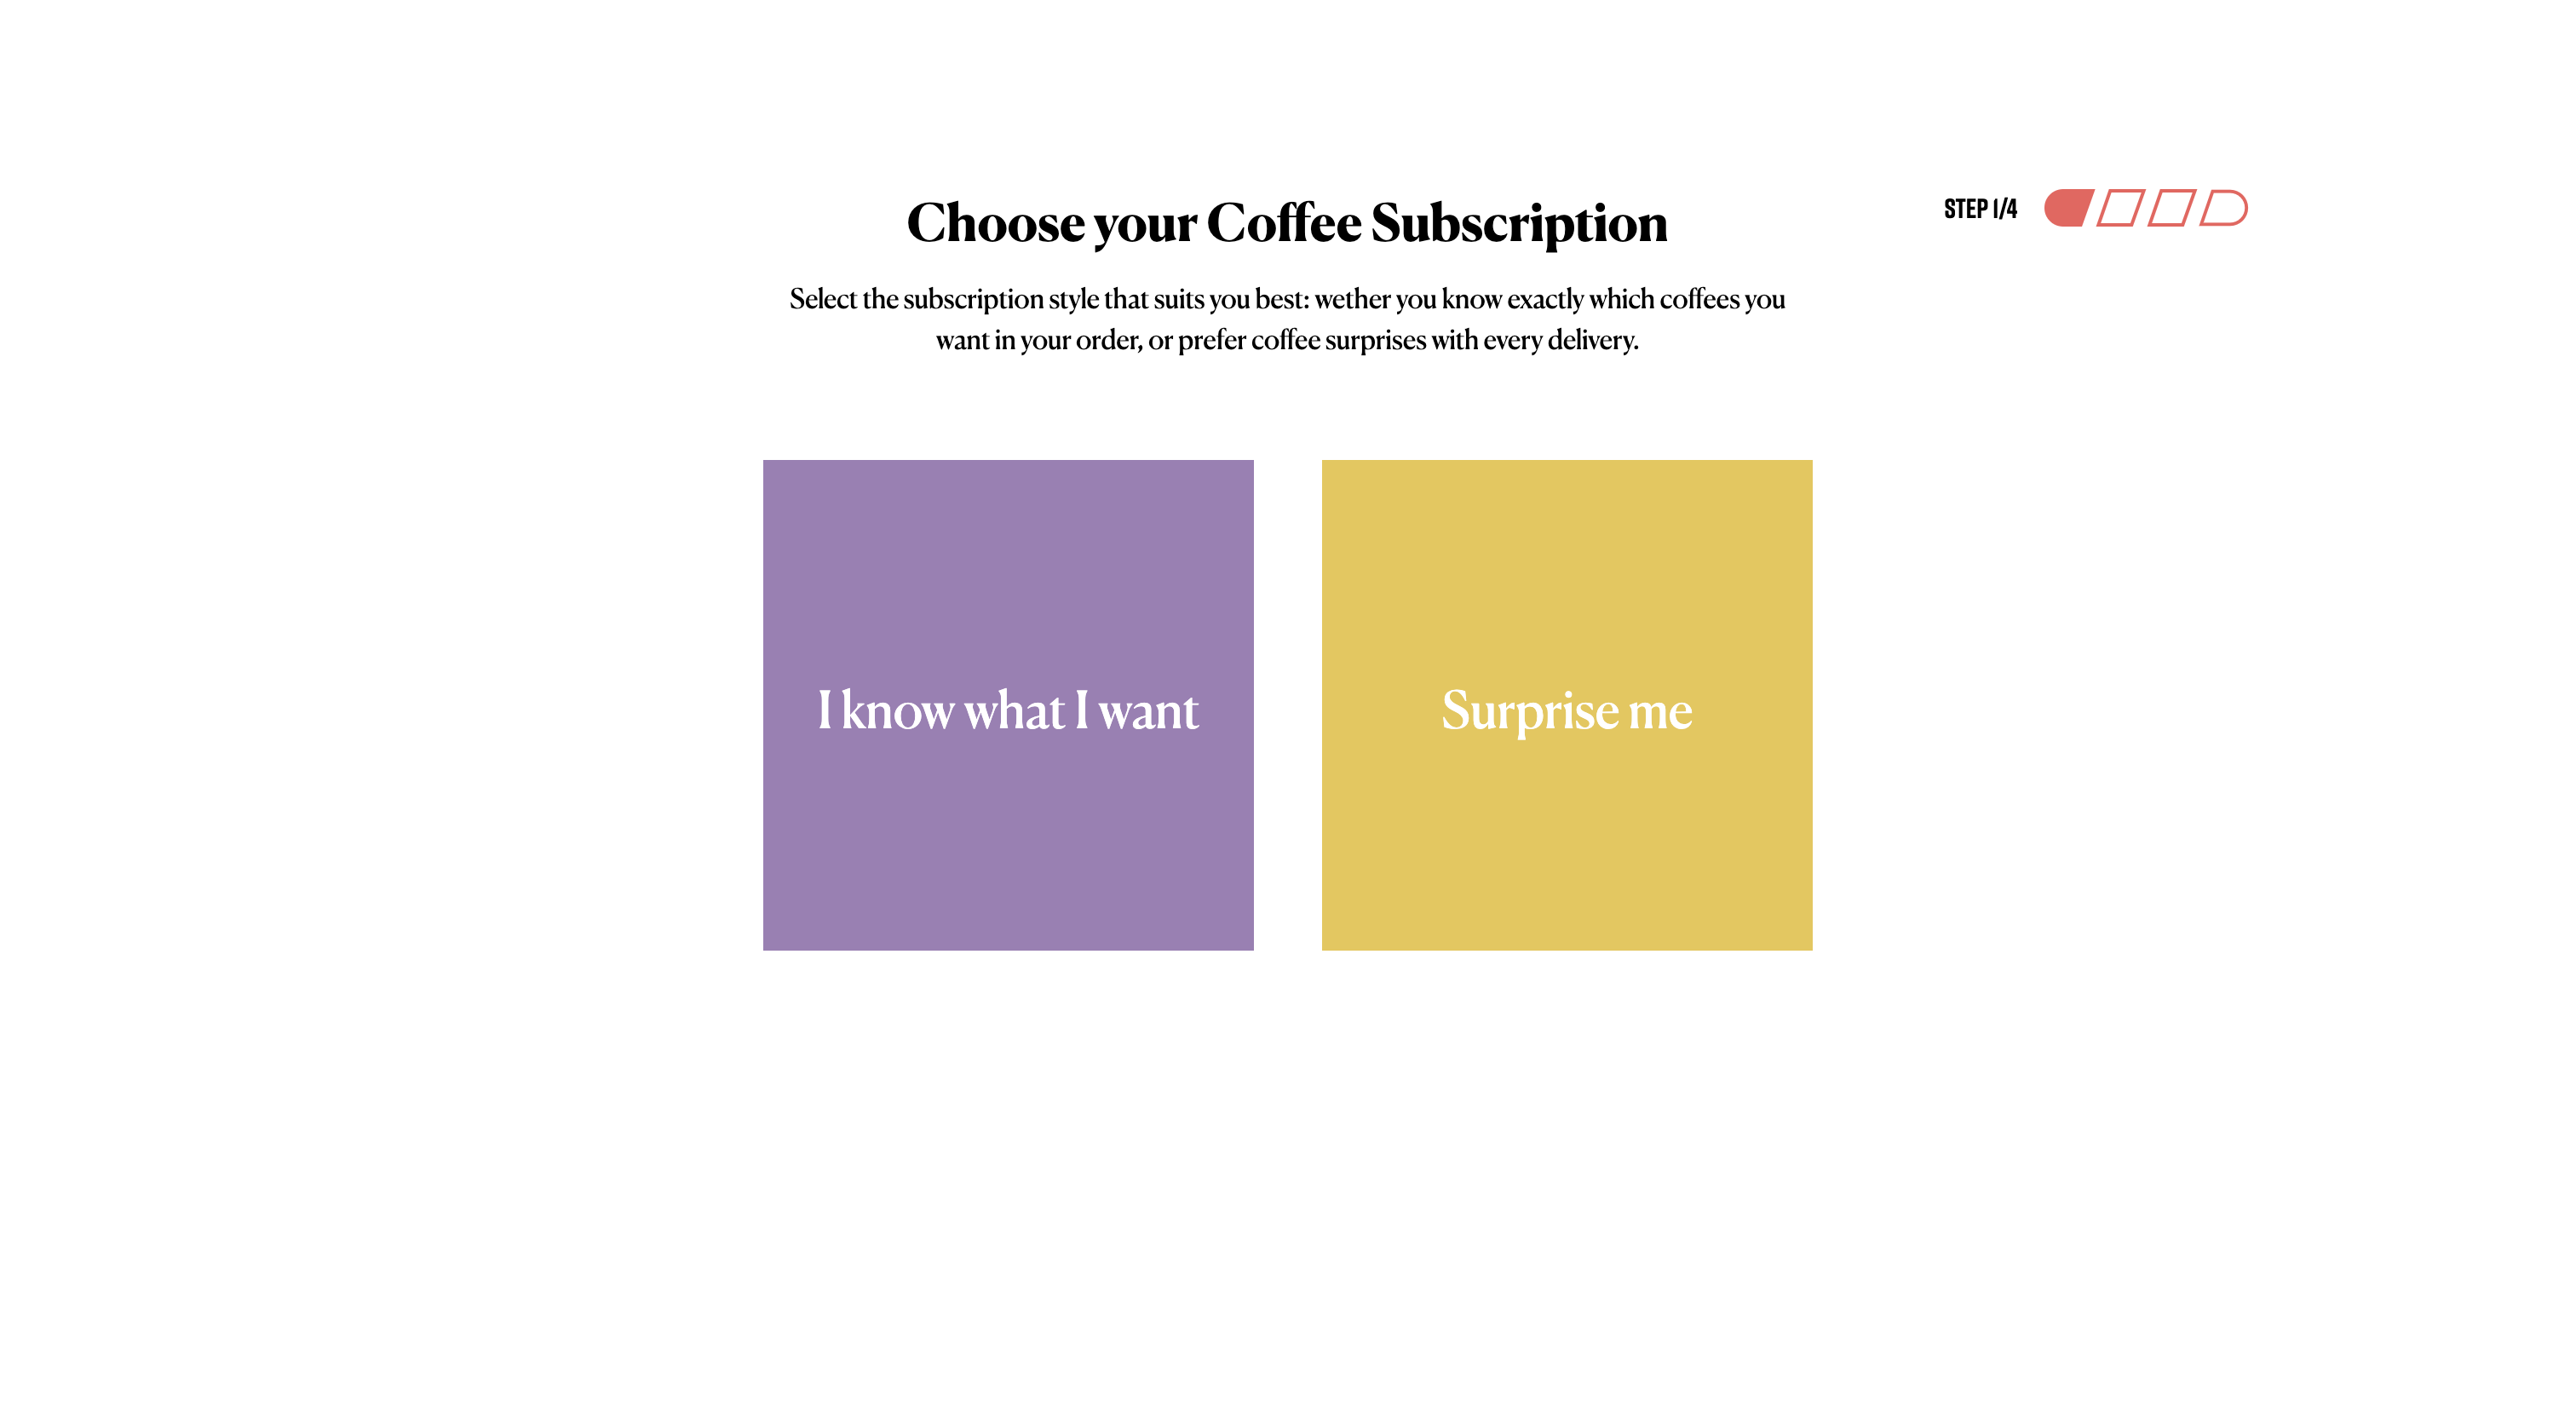 Choose your Coffee Subscription
STEP 1/4
Select the subscription style that suits you best: wether you know exactly which coffees you
want in your order, or prefer coffee surprises with every delivery.
I know what I want
Surprise me